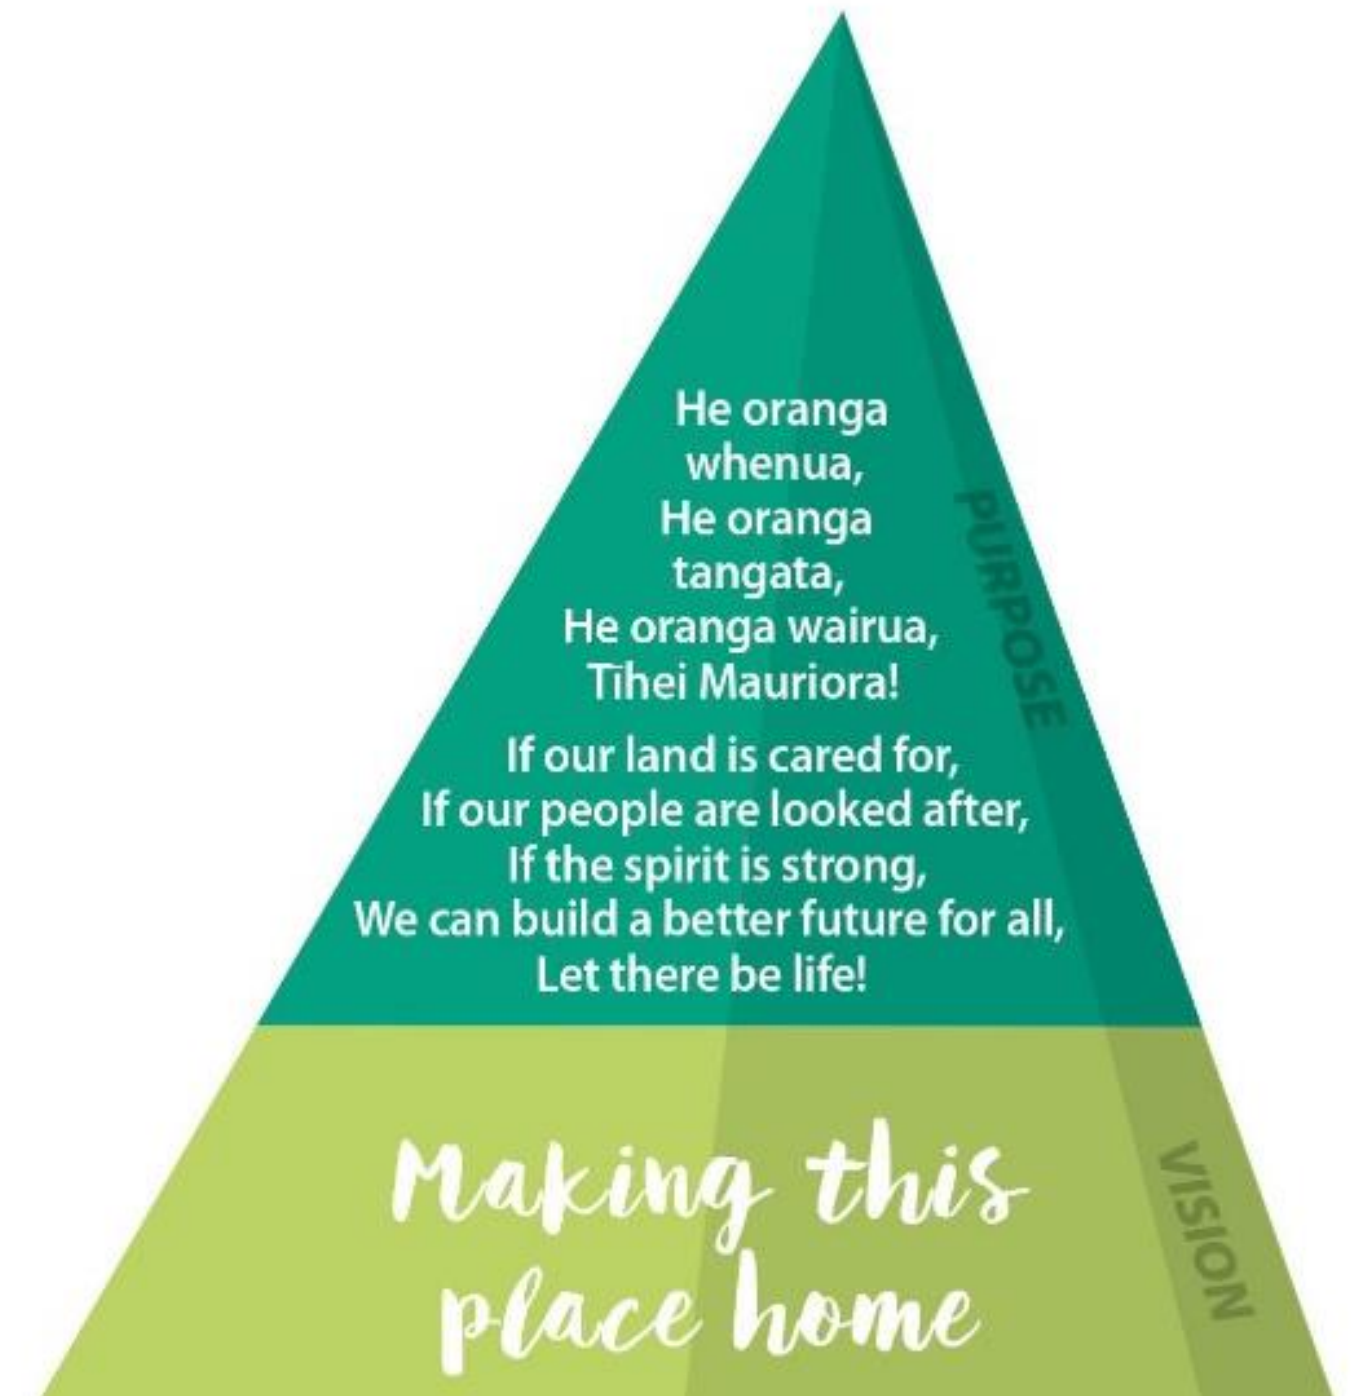 He oranga
whenua,
He oranga
tangata,
He oranga wairua,
Tīhei Mauriora!
If our land is cared for,
If our people are looked after,
If the spirit is strong,
We can build a better future for all,
Let there be life!
PURPOSE
Making this
place home
VISION